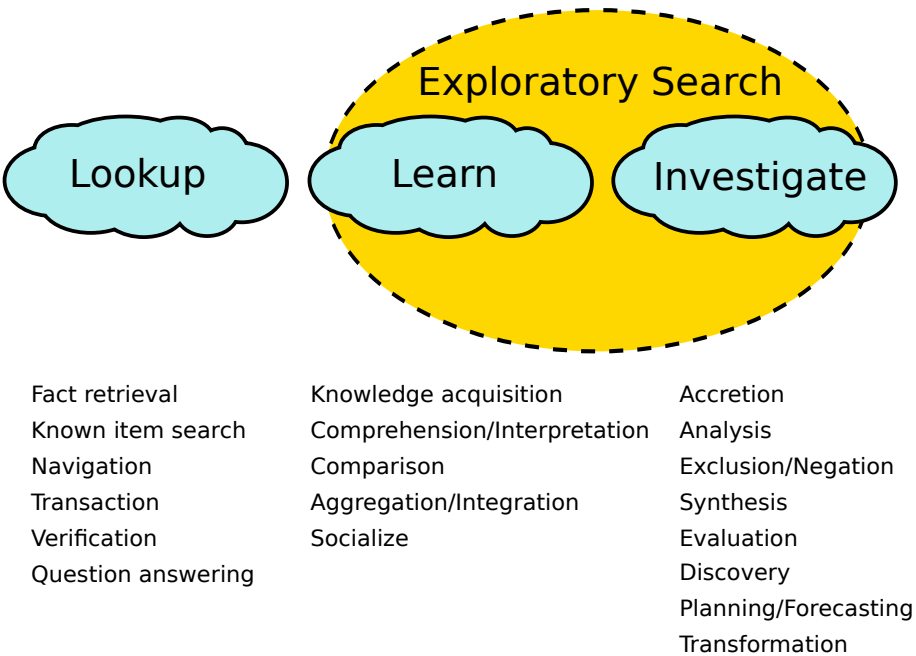 Exploratory Search
Lookup
Learn
Investigate
Fact retrieval
Known item search
Navigation
Transaction
Verification
Question answering
Knowledge acquisition
Comprehension/Interpretation
Comparison
Aggregation/Integration
Socialize
Accretion
Analysis
Exclusion/Negation
Synthesis
Evaluation
Discovery
Planning/Forecasting
Transformation